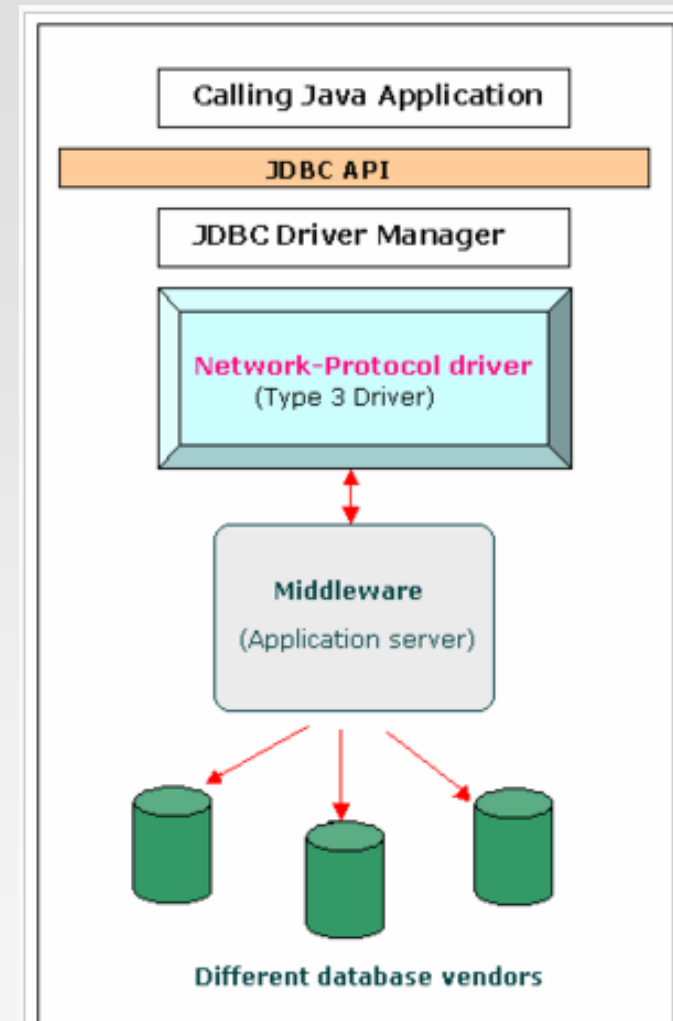 Calling Java Application
JDBC API
JDBC Driver Manager
Network-Protocol driver
(Type 3 Driver)
Middleware
(Application server)
Different database vendors